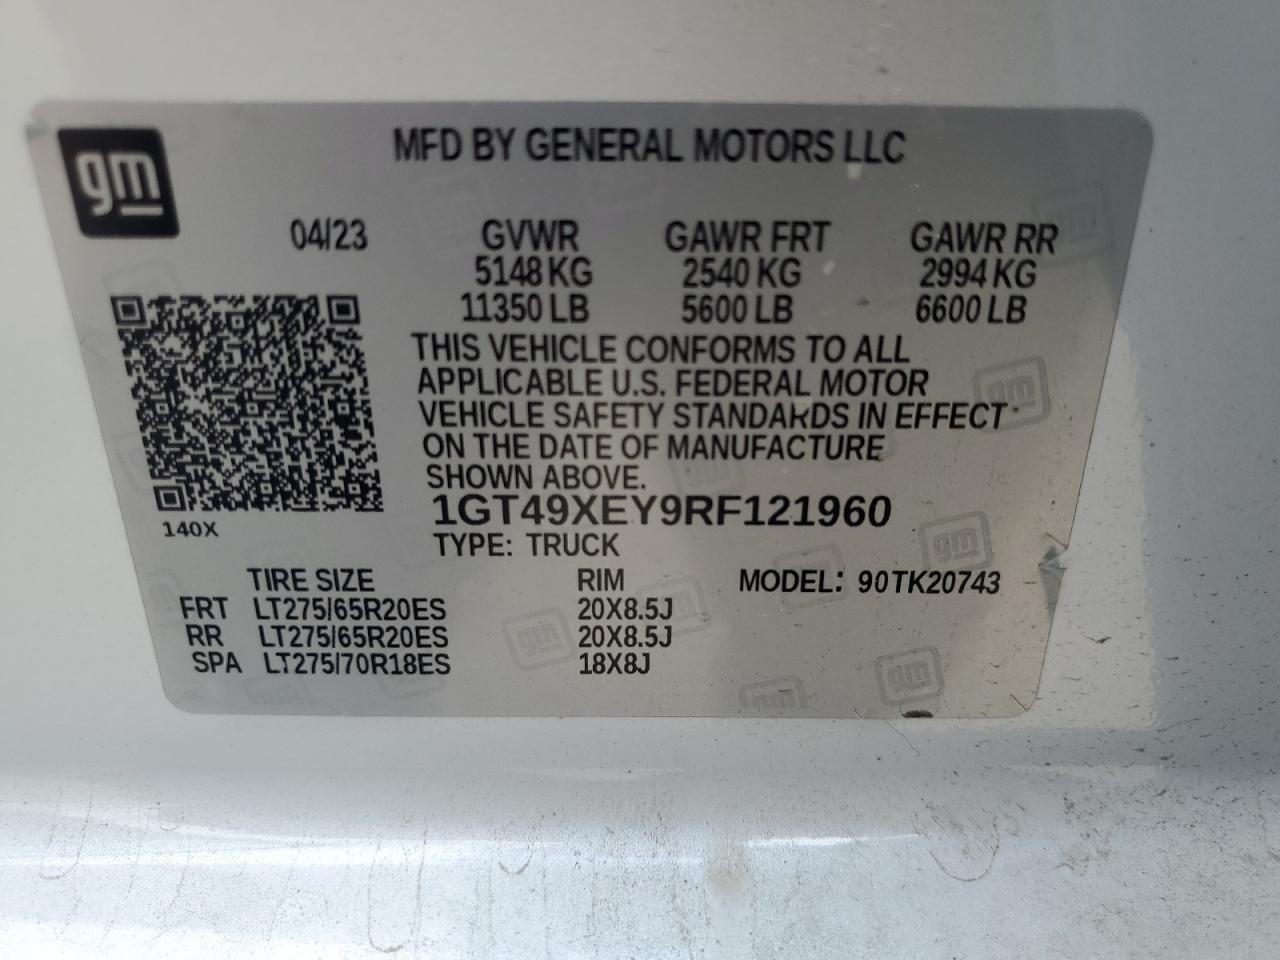 gm
MFD BY GENERAL MOTORS LLC
04/23 GVWR GAWR FRT GAWR RR
5148 KG 2540 KG 2994 KG
11350 LB 5600 LB 6600 LB
THIS VEHICLE CONFORMS TO ALL
APPLICABLE U.S. FEDERAL MOTOR
VEHICLE SAFETY STANDARDS IN EFFECT
ON THE DATE OF MANUFACTURE
SHOWN ABOVE.
1GT49XEY9RF121960
140X
TYPE: TRUCK
TIRE SIZE RIM MODEL: 90TK20743
FRT LT275/65R20ES 20X8.5J
RR LT275/65R20ES 20X8.5J
SPA LT275/70R18ES 18X8J